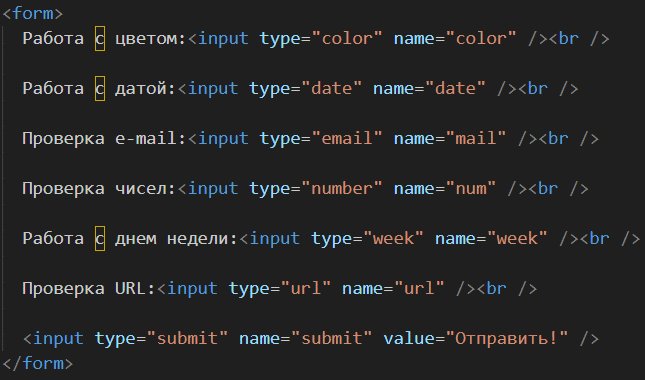 <form>
Работа с цветом:<input type="color" name="color" /><br />
Работа с датой:<input type="date" name="date" /><br />
Проверка e-mail:<input type="email" name="mail" /><br />
Проверка чисел:<input type="number" name="num" /><br />
Работа с днем недели:<input type="week" name="week" /><br />
Проверка URL:<input type="url" name="url" /><br />
<input type="submit" name="submit" value="Отправить!" />
</form>